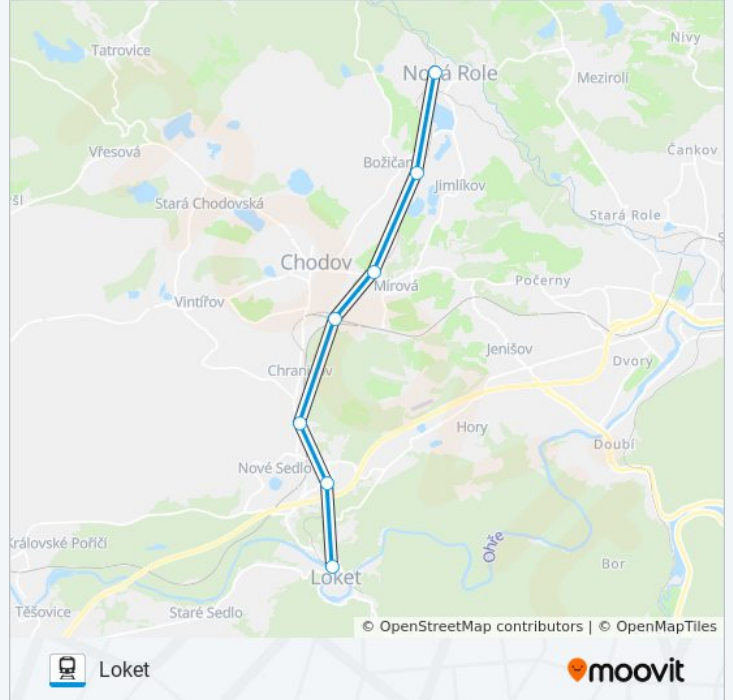 Tatrovice
Nivy
Nová Role
Meziroli
Vřesová
Božičany
Čankov
Jimlíkov
Stará Chodovská
Stará Role
Chodov
Mírová
Počerny
Vintířov
Jenišov
Dvory
Chranišov
Hory
Doubí
Nové Sedlo
Královské Poříčí
Ohře
Bor
Loket
Těšovice
Staré Sedlo
© OpenStreetMap contributors | © OpenMapTiles
Loket
moovit